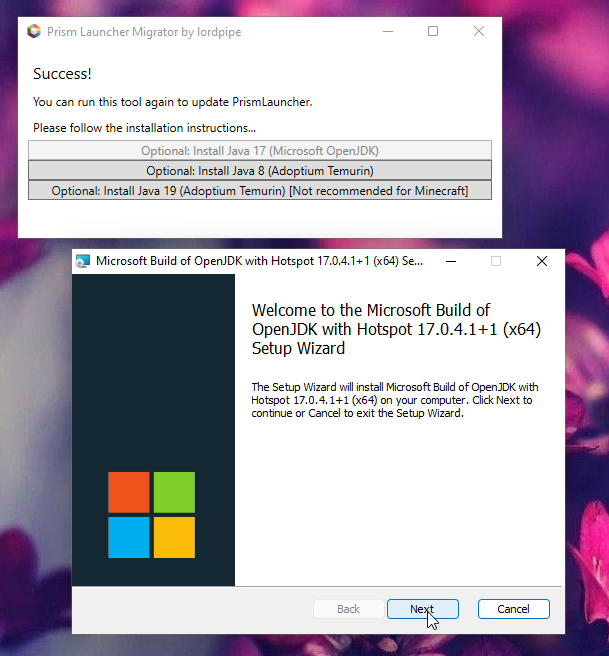 Prism Launcher Migrator by lordpipe
Success!
You can run this tool again to update PrismLauncher.
Please follow the installation instructions...
Optional: Install Java 17 (Microsoft OpenJDK)
Optional: Install Java 8 (Adoptium Temurin)
Optional: Install Java 19 (Adoptium Temurin) [Not recommended for Minecraft]
Microsoft Build of OpenJDK with Hotspot 17.0.4.1+1 (x64) Se...
Welcome to the Microsoft Build of
OpenJDK with Hotspot 17.0.4.1+1 (x64)
Setup Wizard
The Setup Wizard will install Microsoft Build of OpenJDK with
Hotspot 17.0.4.1+1 (x64) on your computer. Click Next to
continue or Cancel to exit the Setup Wizard.
Back Next Cancel